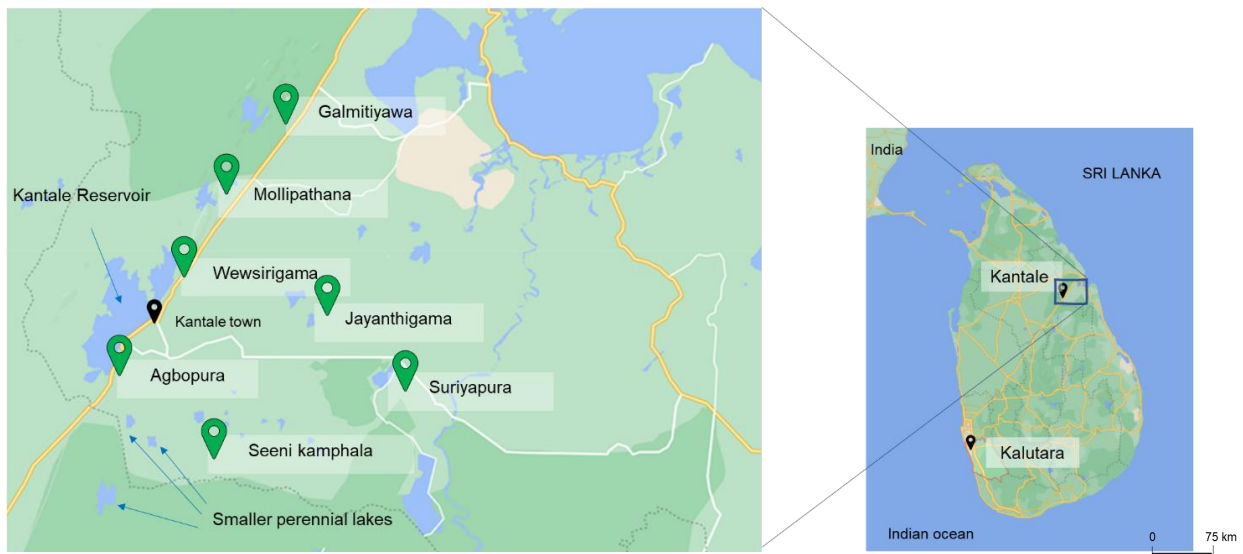 Galmitiyawa
Mollipathana
Kantale Reservoir
Wewsirigama
Kantale town
Jayanthigama
Agbopura
Suriyapura
Seeni kamphala
Smaller perennial lakes
India
SRI LANKA
Kantale
Kalutara
Indian ocean
0 75 km